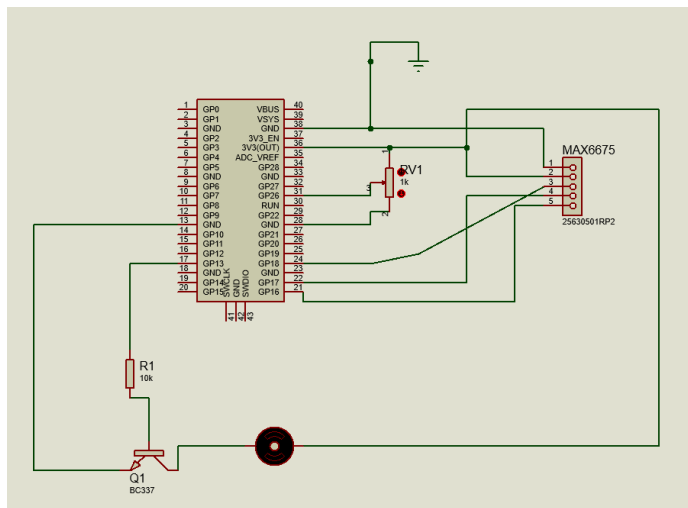 1 GP0 VBUS 40
2 GP1 VSYS 39
3 GND GND 38
4 GP2 3V3_EN 37
5 GP3 3V3(OUT) 36
6 GP4 ADC_VREF 35
7 GP5 GP28 34
8 GND GND 33
9 GP6 GP27 32
10 GP7 GP26 31
11 GP8 RUN 30
12 GP9 GP22 29
13 GND GND 28
14 GP10 GP21 27
15 GP11 GP20 26
16 GP12 GP19 25
17 GP13 GP18 24
18 GND GND 23
19 GP14 GP17 22
20 GP15 GP16 21
SWCLK GND SWDIO
41 42 43
1
RV1
1k
3
2
MAX6675
1
2
3
4
5
25630501RP2
R1
10k
Q1
BC337